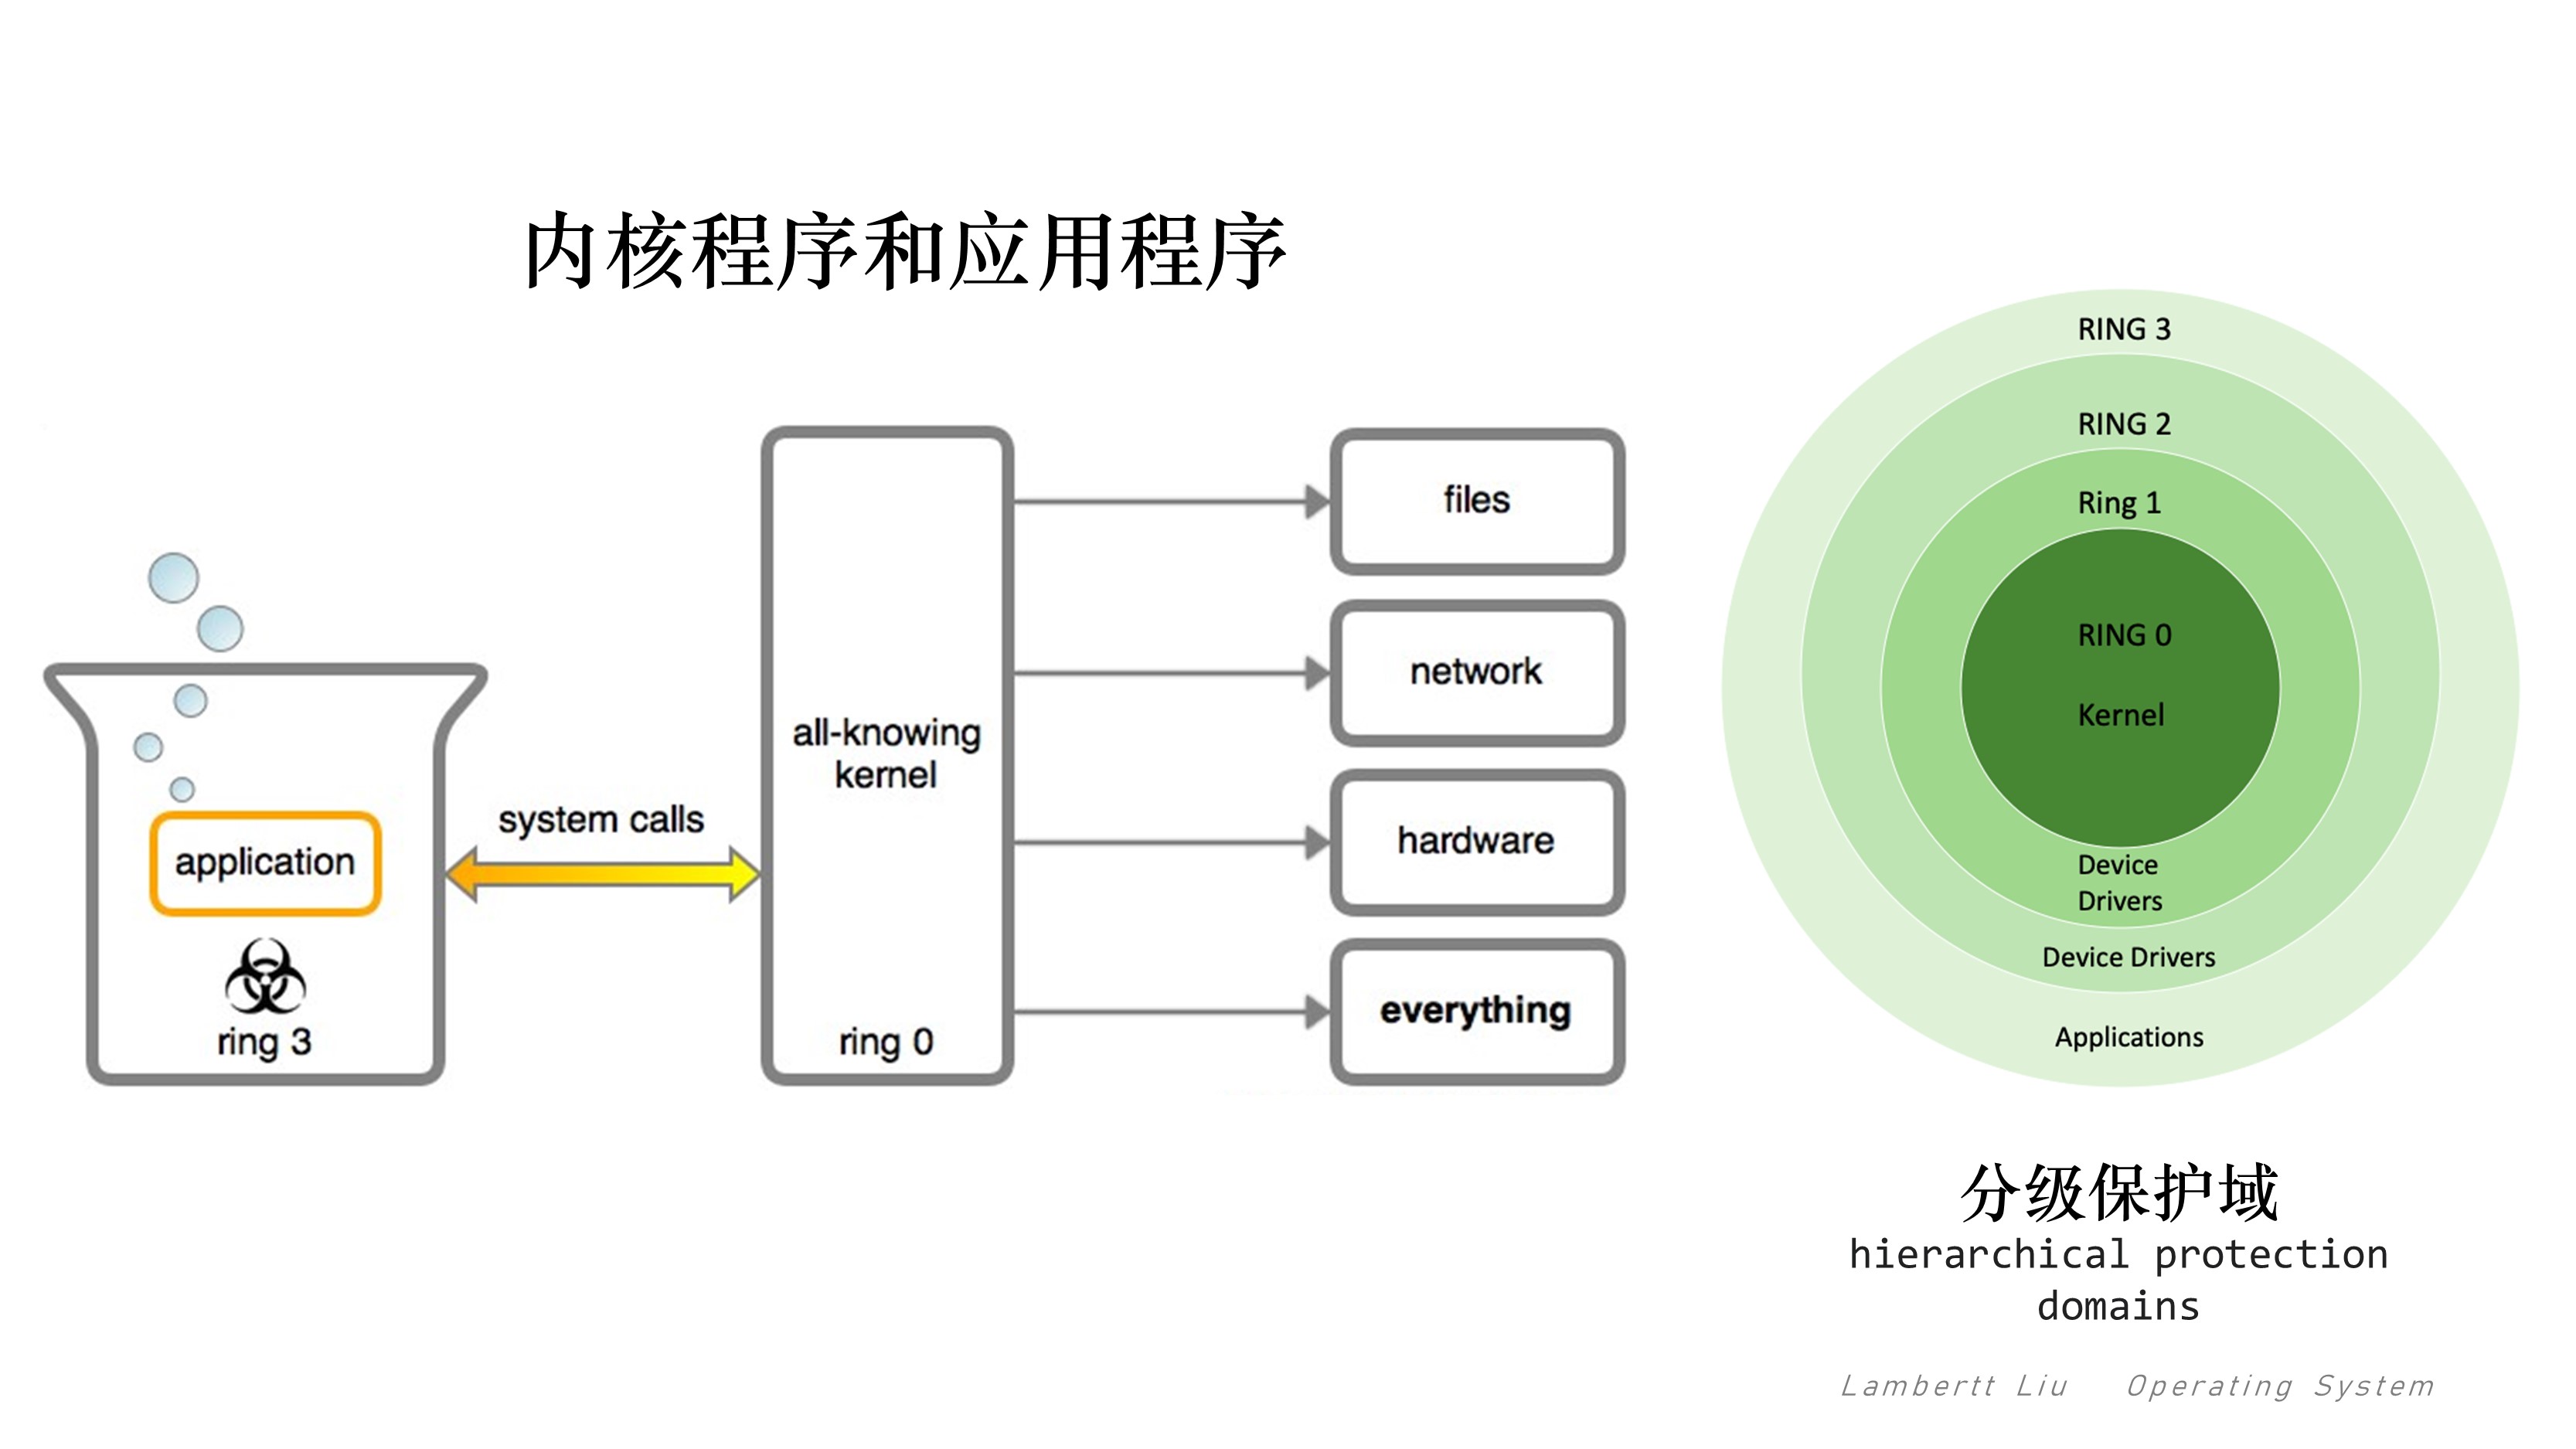 内核程序和应用程序
application
ring 3
system calls
all-knowing
kernel
ring 0
files
network
hardware
everything
RING 3
RING 2
Ring 1
RING 0
Kernel
Device
Drivers
Device Drivers
Applications
分级保护域
hierarchical protection
domains
Lambertt Liu Operating System